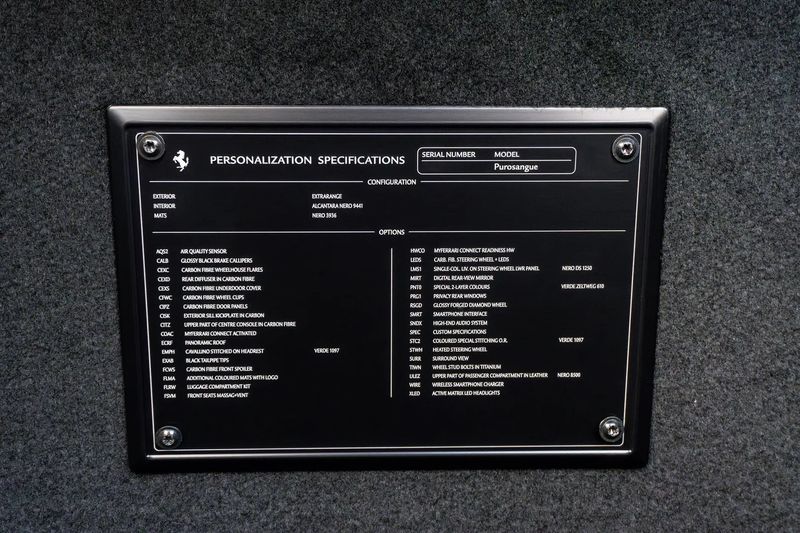 PERSONALIZATION SPECIFICATIONS
SERIAL NUMBER MODEL
Purosangue
CONFIGURATION
EXTERIOR EXTRARANGE
INTERIOR ALCANTARA NERO 9441
MATS NERO 3936
OPTIONS
AQS2 AIR QUALITY SENSOR
CALB GLOSSY BLACK BRAKE CALLIPERS
CEXC CARBON FIBRE WHEELHOUSE FLARES
CEXD REAR DIFFUSER IN CARBON FIBRE
CEXS CARBON FIBRE UNDERDOOR COVER
CFWC CARBON FIBRE WHEEL CUPS
CIPZ CARBON FIBRE DOOR PANELS
CISK EXTERIOR SILL KICKPLATE IN CARBON
CITZ UPPER PART OF CENTRE CONSOLE IN CARBON FIBRE
COAC MYFERRARI CONNECT ACTIVATED
ECRF PANORAMIC ROOF
EMPH CAVALLINO STITCHED ON HEADREST VERDE 1097
EXAB BLACK TAILPIPE TIPS
FCWS CARBON FIBRE FRONT SPOILER
FLMA ADDITIONAL COLOURED MATS WITH LOGO
FLRW LUGGAGE COMPARTMENT KIT
FSVM FRONT SEATS MASSAG+VENT
HWCO MYFERRARI CONNECT READINESS HW
LEDS CARB. FIB. STEERING WHEEL + LEDS
LMS1 SINGLE-COL. LIV. ON STEERING WHEEL LWR PANEL NERO DS 1250
MIRT DIGITAL REAR-VIEW MIRROR
PNT0 SPECIAL 2-LAYER COLOURS VERDE ZELTWEG 610
PRG1 PRIVACY REAR WINDOWS
RSGD GLOSSY FORGED DIAMOND WHEEL
SMRT SMARTPHONE INTERFACE
SNDX HIGH-END AUDIO SYSTEM
SPEC CUSTOM SPECIFICATIONS
STC2 COLOURED SPECIAL STITCHING O.R. VERDE 1097
STWH HEATED STEERING WHEEL
SURR SURROUND VIEW
TIWN WHEEL STUD BOLTS IN TITANIUM
ULEZ UPPER PART OF PASSENGER COMPARTMENT IN LEATHER NERO 8500
WIRE WIRELESS SMARTPHONE CHARGER
XLED ACTIVE MATRIX LED HEADLIGHTS